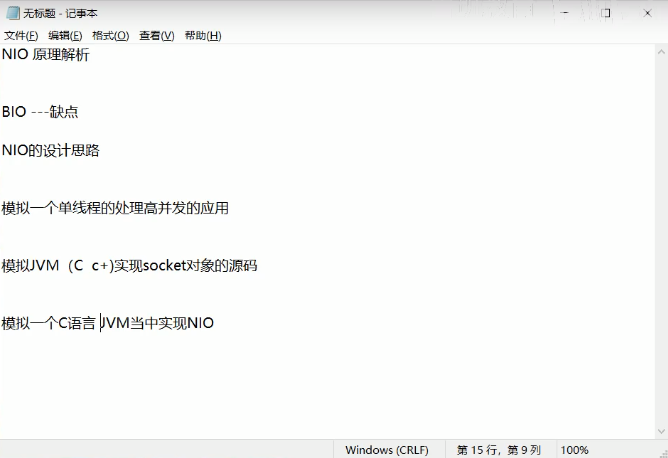 无标题 - 记事本
文件(F) 编辑(E) 格式(O) 查看(V) 帮助(H)
NIO 原理解析
BIO ---缺点
NIO的设计思路
模拟一个单线程的处理高并发的应用
模拟JVM（C  c+)实现socket对象的源码
模拟一个C语言 JVM当中实现NIO
Windows (CRLF) 第 15 行，第 9 列 100%